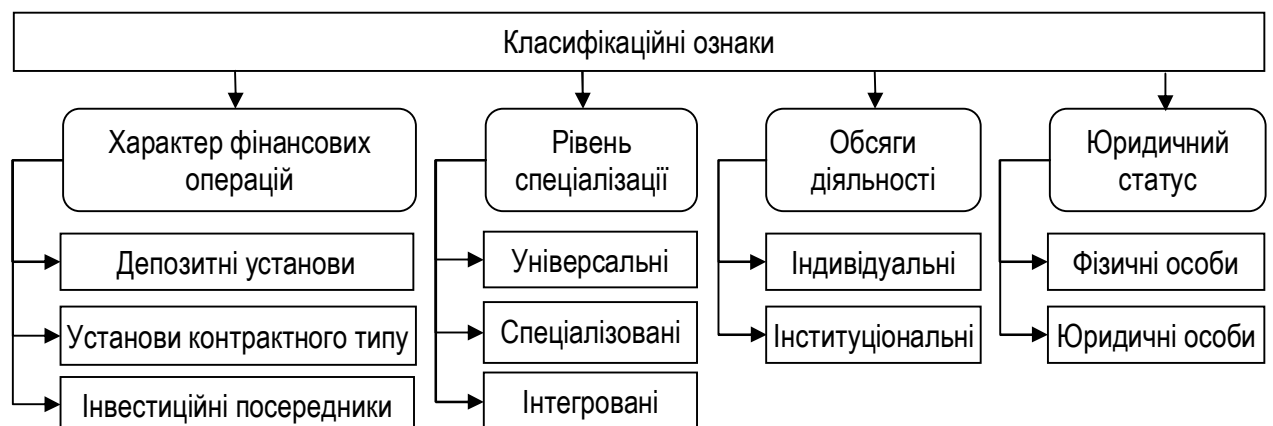 Класифікаційні ознаки
Характер фінансових
операцій
Депозитні установи
Установи контрактного типу
Інвестиційні посередники
Рівень
спеціалізації
Універсальні
Спеціалізовані
Інтегровані
Обсяги
діяльності
Індивідуальні
Інституціональні
Юридичний
статус
Фізичні особи
Юридичні особи